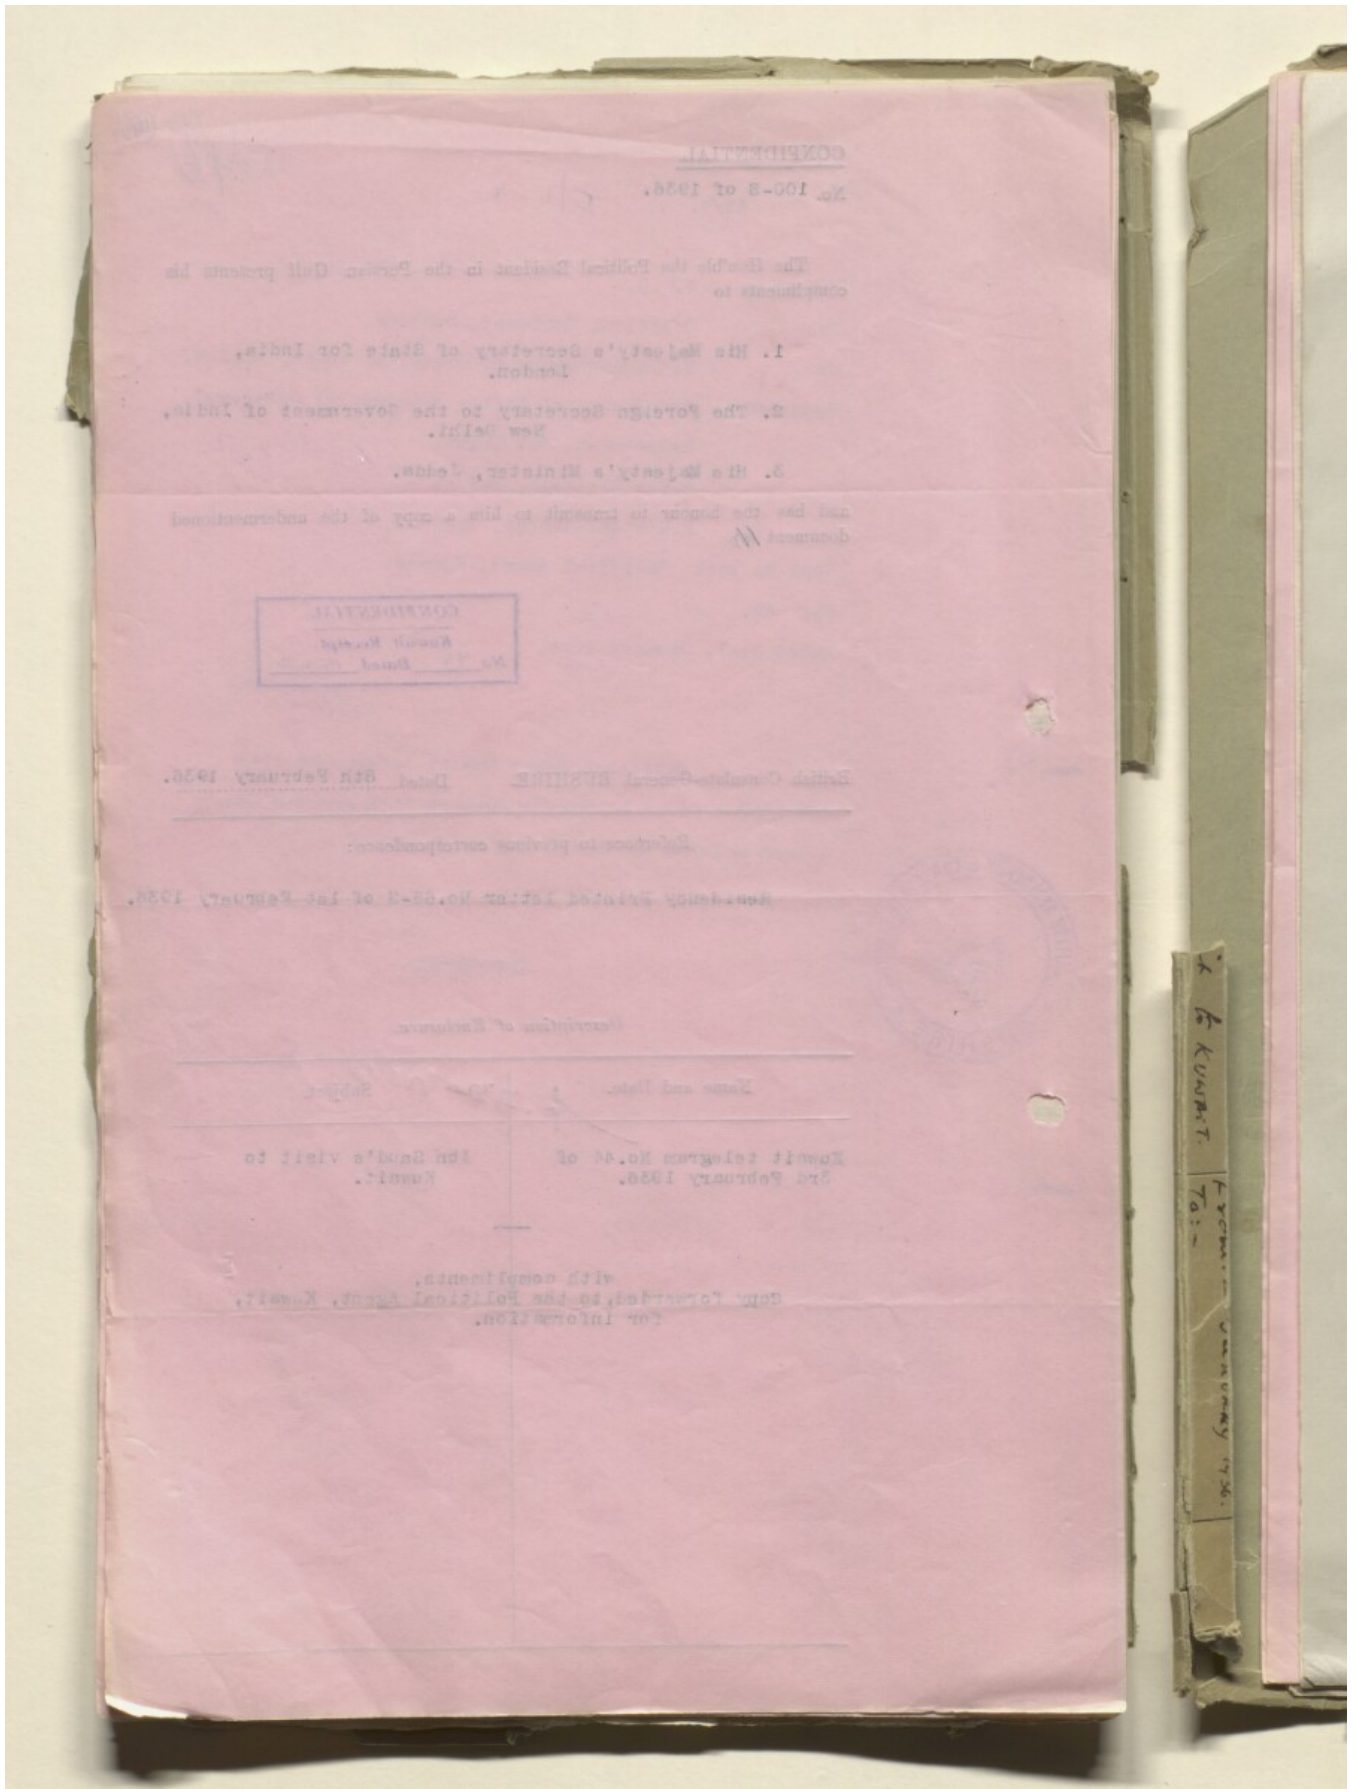 CONFIDENTIAL.
No. 100-S of 1936.
The Hon'ble the Political Resident in the Persian Gulf presents his
compliments to
1. His Majesty's Secretary of State for India,
London.
2. The Foreign Secretary to the Government of India,
New Delhi.
3. His Majesty's Minister, Jedda.
and has the honour to transmit to him a copy of the undermentioned
document
CONFIDENTIAL.
Kuwait Receipt
No Dated
British Consulate-General, BUSHIRE.
Dated 8th February 1936.
Reference to previous correspondence:
Residency Printed letter of 1st February 1936.
Description of Enclosure.
Name and Date. Subject.
Kuwait telegram No.44 of
3rd February 1936.
Ibn Saud's visit to
Kuwait.
with compliments,
Copy forwarded, to the Political Agent, Kuwait,
for information.
to KUWAIT.
From:- JANUARY 1936.
To:-